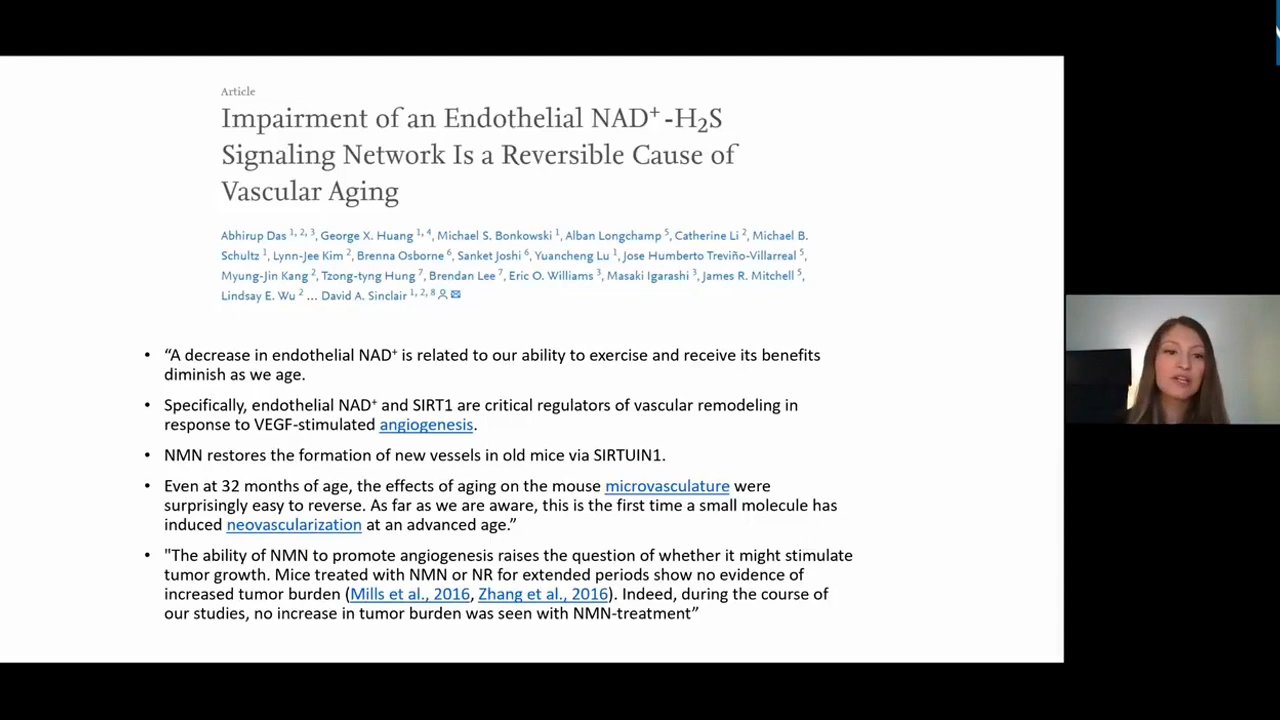 Article
Impairment of an Endothelial NAD⁺-H₂S
Signaling Network Is a Reversible Cause of
Vascular Aging
Abhirup Das 1, 2, 3, George X. Huang 1, 4, Michael S. Bonkowski 1, Alban Longchamp 5, Catherine Li 2, Michael B.
Schultz 1, Lynn-Jee Kim 2, Brenna Osborne 6, Sanket Joshi 6, Yuancheng Lu 1, Jose Humberto Treviño-Villarreal 5,
Myung-Jin Kang 2, Tzong-tyng Hung 7, Brendan Lee 7, Eric O. Williams 3, Masaki Igarashi 3, James R. Mitchell 5,
Lindsay E. Wu 2 ... David A. Sinclair 1, 2, 8
• “A decrease in endothelial NAD⁺ is related to our ability to exercise and receive its benefits
diminish as we age.
• Specifically, endothelial NAD⁺ and SIRT1 are critical regulators of vascular remodeling in
response to VEGF-stimulated angiogenesis.
• NMN restores the formation of new vessels in old mice via SIRTUIN1.
• Even at 32 months of age, the effects of aging on the mouse microvasculature were
surprisingly easy to reverse. As far as we are aware, this is the first time a small molecule has
induced neovascularization at an advanced age.”
• "The ability of NMN to promote angiogenesis raises the question of whether it might stimulate
tumor growth. Mice treated with NMN or NR for extended periods show no evidence of
increased tumor burden (Mills et al., 2016, Zhang et al., 2016). Indeed, during the course of
our studies, no increase in tumor burden was seen with NMN-treatment”